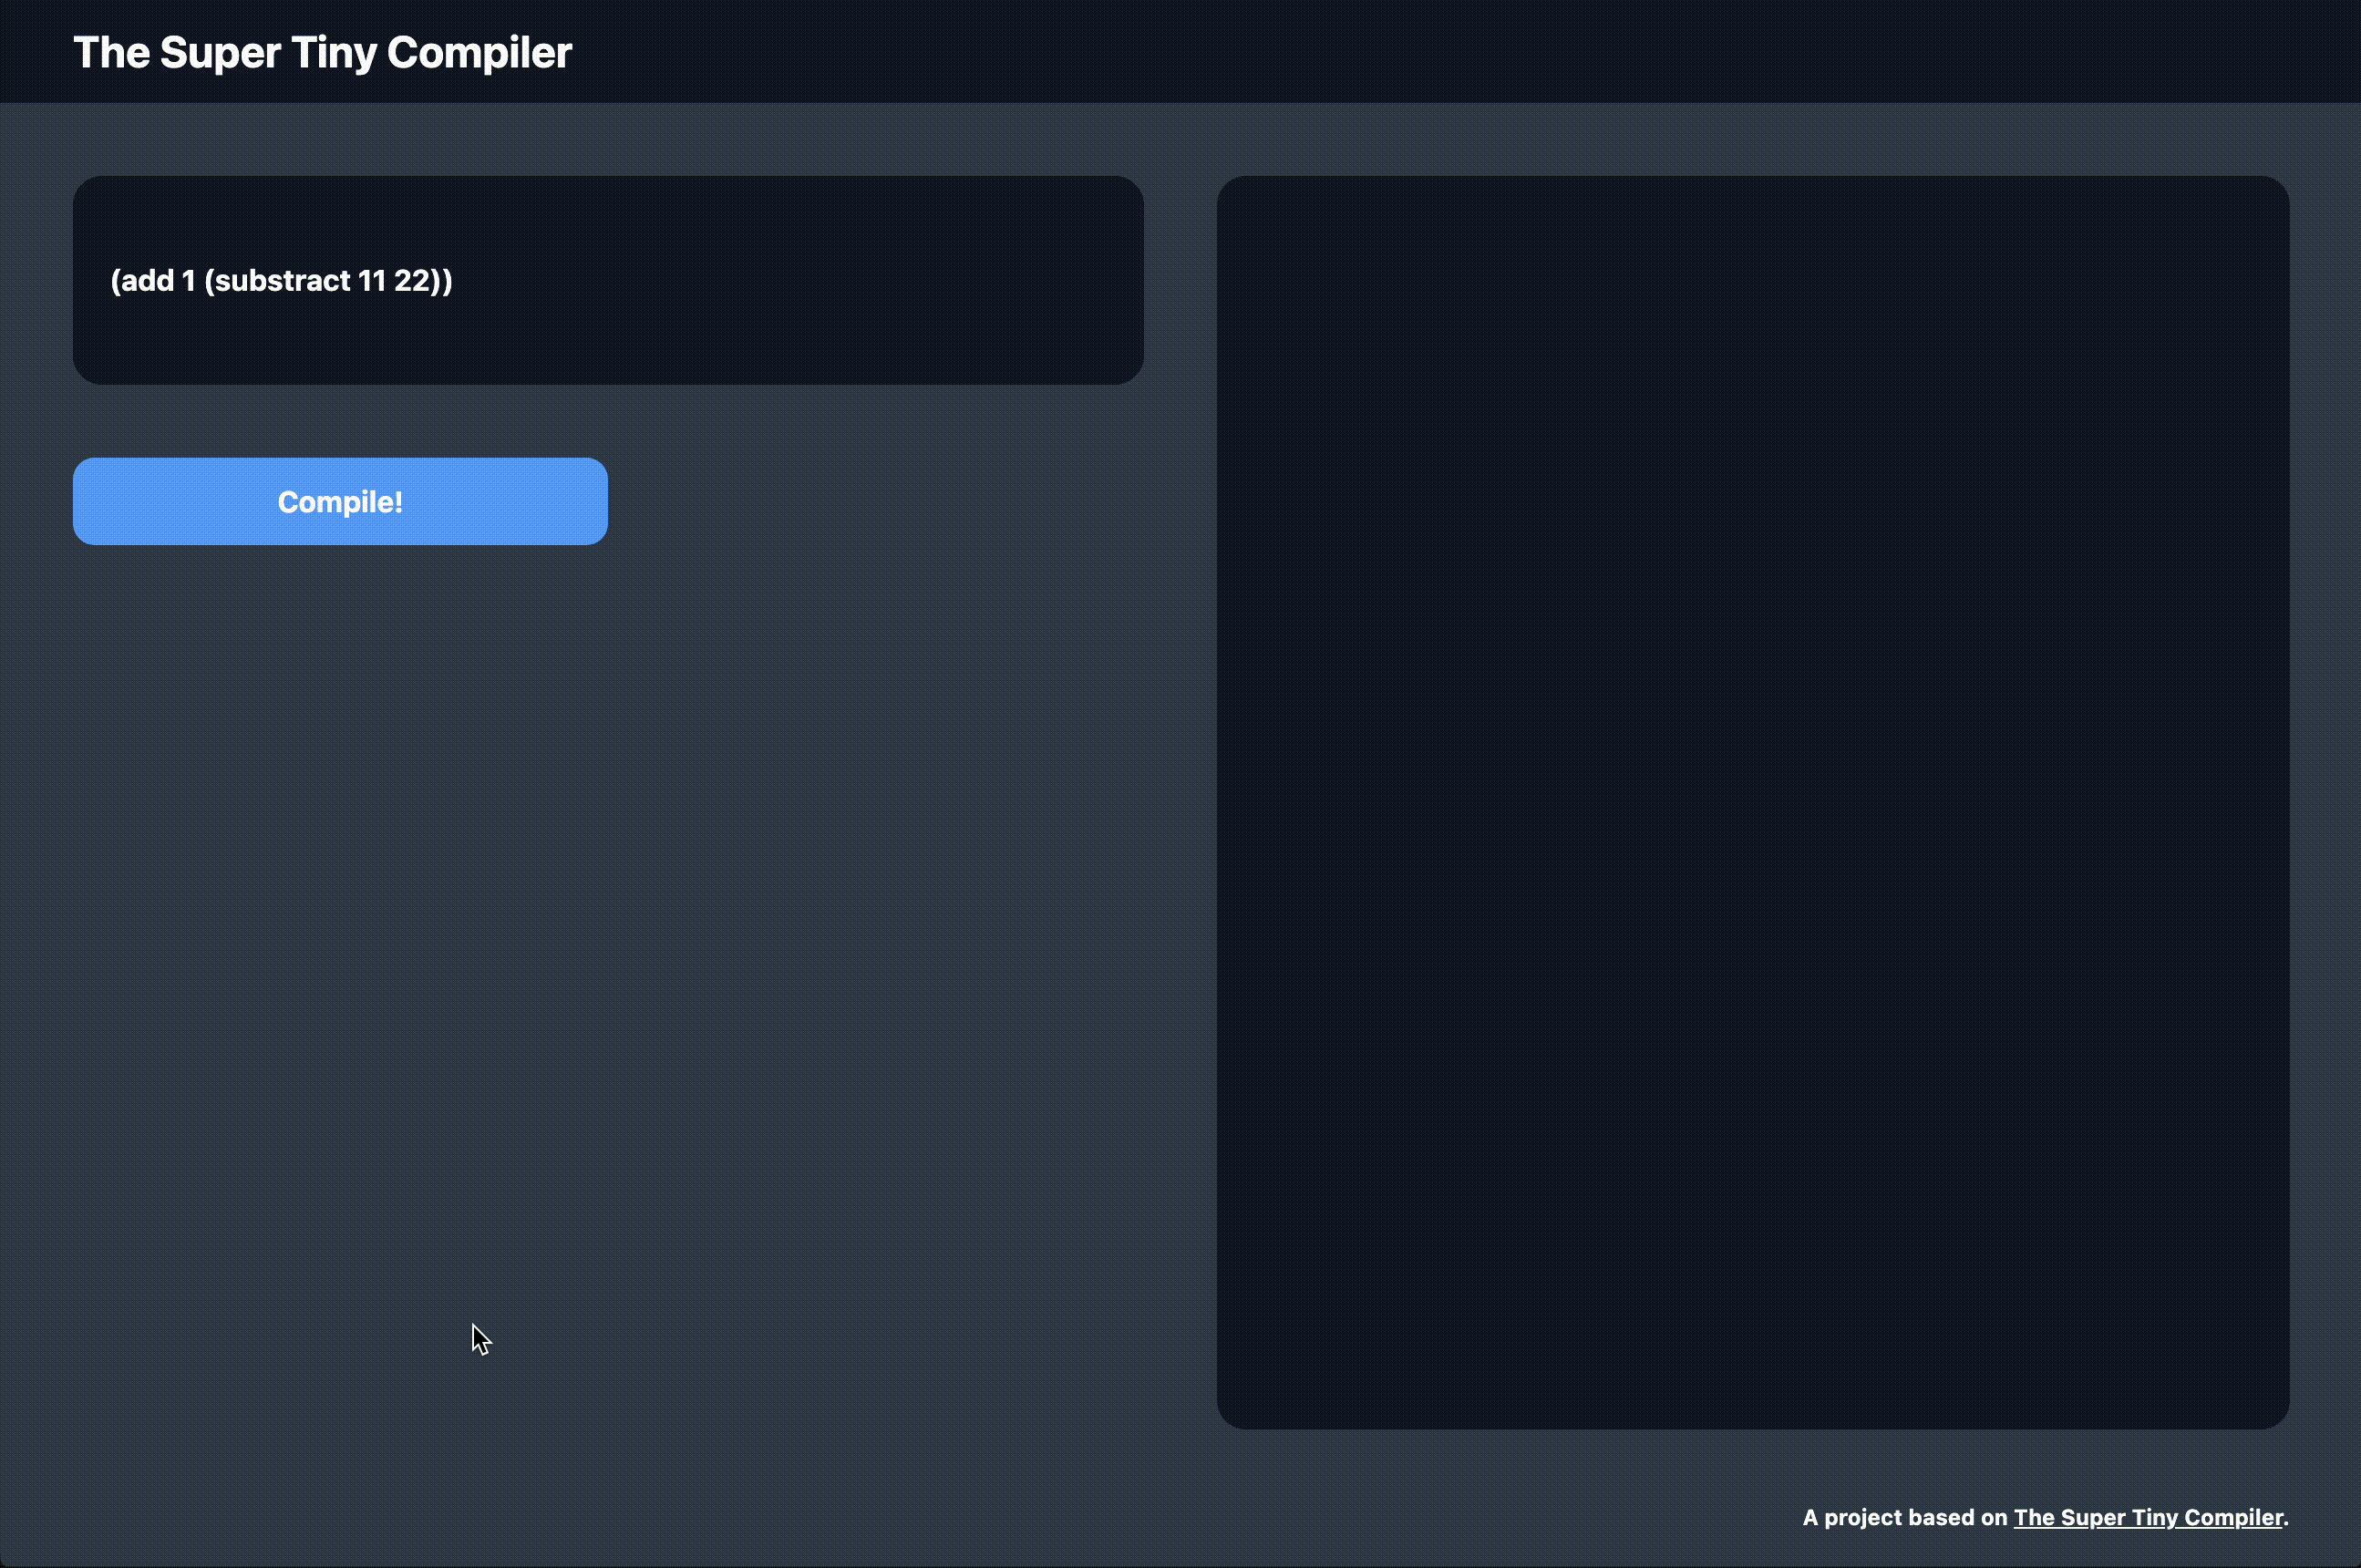 The Super Tiny Compiler
(add 1 (substract 11 22))
Compile!
A project based on The Super Tiny Compiler.